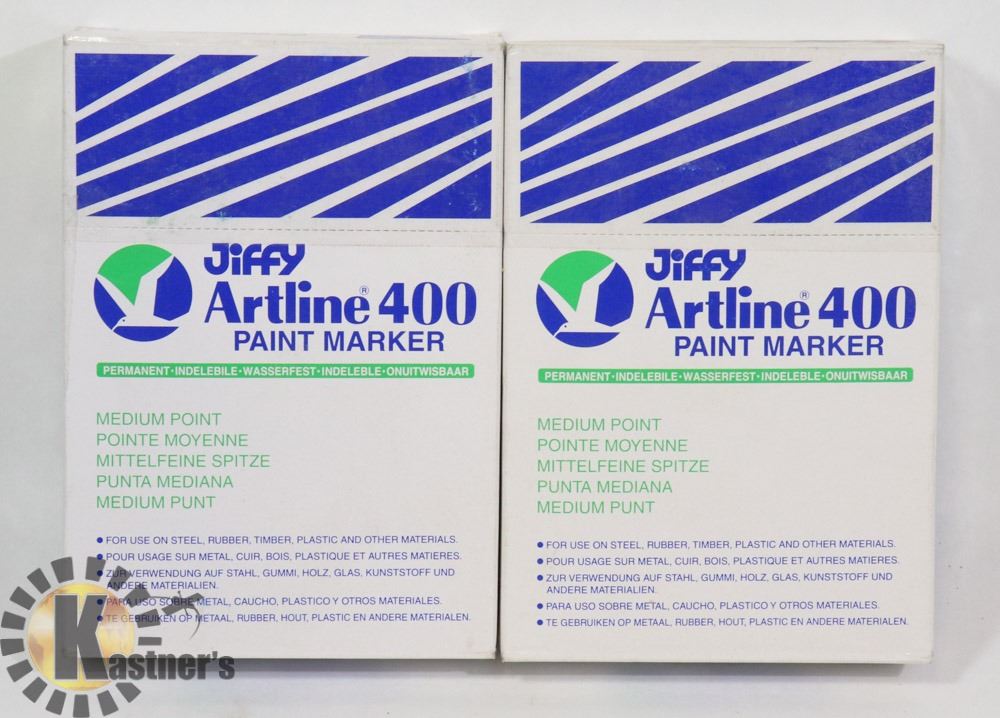 Jiffy
Artline® 400
PAINT MARKER
PERMANENT·INDELEBILE·WASSERFEST·INDELEBLE·ONUITWISBAAR
MEDIUM POINT
POINTE MOYENNE
MITTELFEINE SPITZE
PUNTA MEDIANA
MEDIUM PUNT
● FOR USE ON STEEL, RUBBER, TIMBER, PLASTIC AND OTHER MATERIALS.
● POUR USAGE SUR METAL, CUIR, BOIS, PLASTIQUE ET AUTRES MATIERES.
● ZUR VERWENDUNG AUF STAHL, GUMMI, HOLZ, GLAS, KUNSTSTOFF UND
ANDERE MATERIALIEN.
● PARA USO SOBRE METAL, CAUCHO, PLASTICO Y OTROS MATERIALES.
● TE GEBRUIKEN OP METAAL, RUBBER, HOUT, PLASTIC EN ANDERE MATERIALEN.
Kastner's
Jiffy
Artline® 400
PAINT MARKER
PERMANENT·INDELEBILE·WASSERFEST·INDELEBLE·ONUITWISBAAR
MEDIUM POINT
POINTE MOYENNE
MITTELFEINE SPITZE
PUNTA MEDIANA
MEDIUM PUNT
● FOR USE ON STEEL, RUBBER, TIMBER, PLASTIC AND OTHER MATERIALS.
● POUR USAGE SUR METAL, CUIR, BOIS, PLASTIQUE ET AUTRES MATIERES.
● ZUR VERWENDUNG AUF STAHL, GUMMI, HOLZ, GLAS, KUNSTSTOFF UND
ANDERE MATERIALIEN.
● PARA USO SOBRE METAL, CAUCHO, PLASTICO Y OTROS MATERIALES.
● TE GEBRUIKEN OP METAAL, RUBBER, HOUT, PLASTIC EN ANDERE MATERIALEN.